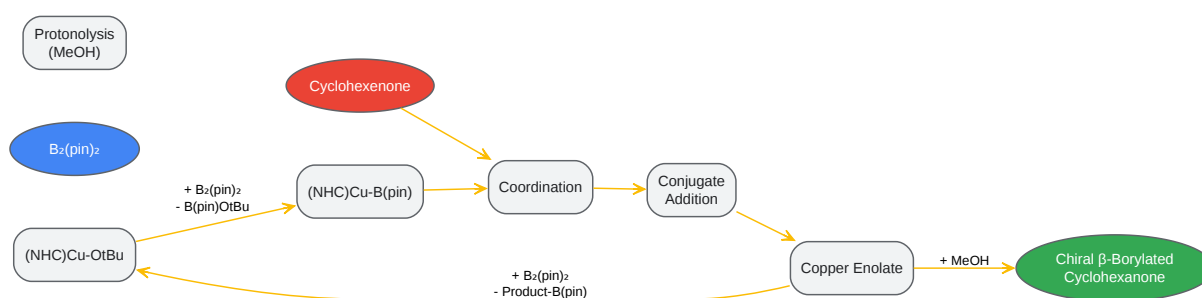 Protonolysis
(MeOH)
Cyclohexenone
B₂(pin)₂
+ B₂(pin)₂
- B(pin)OtBu
(NHC)Cu-B(pin)
Coordination
Conjugate
Addition
(NHC)Cu-OtBu
+ B₂(pin)₂
- Product-B(pin)
Copper Enolate
+ MeOH
Chiral β-Borylated
Cyclohexanone